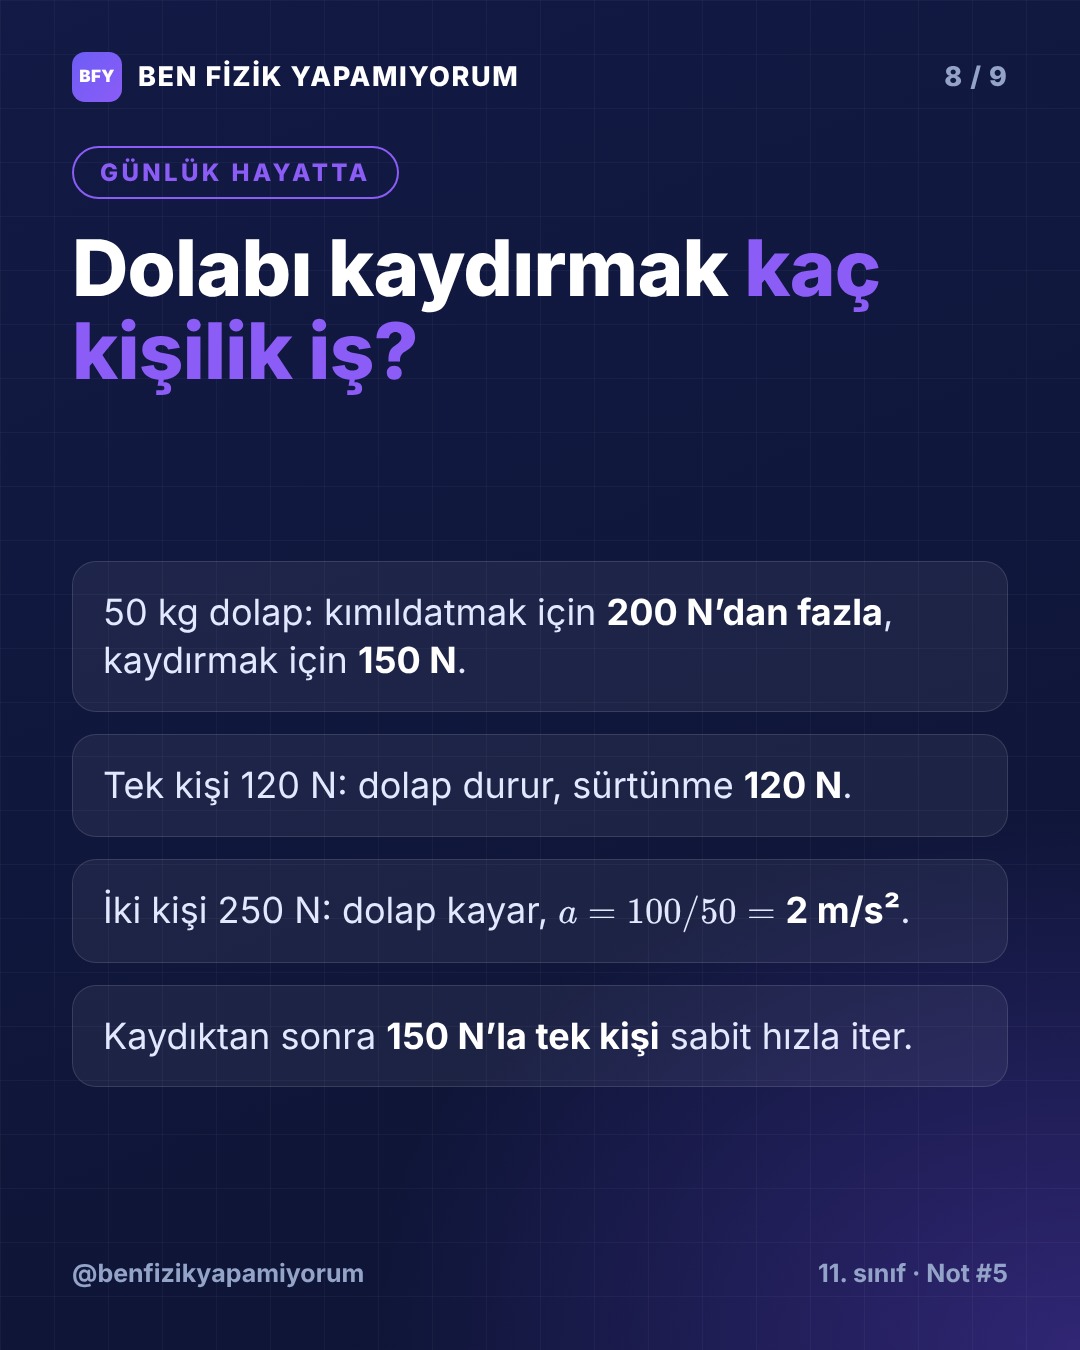 BFY BEN FİZİK YAPAMIYORUM 8 / 9
GÜNLÜK HAYATTA
Dolabı kaydırmak kaç
kişilik iş?
50 kg dolap: kımıldatmak için 200 N’dan fazla,
kaydırmak için 150 N.
Tek kişi 120 N: dolap durur, sürtünme 120 N.
İki kişi 250 N: dolap kayar, a = 100/50 = 2 m/s².
Kaydıktan sonra 150 N’la tek kişi sabit hızla iter.
@benfizikyapamiyorum 11. sınıf · Not #5